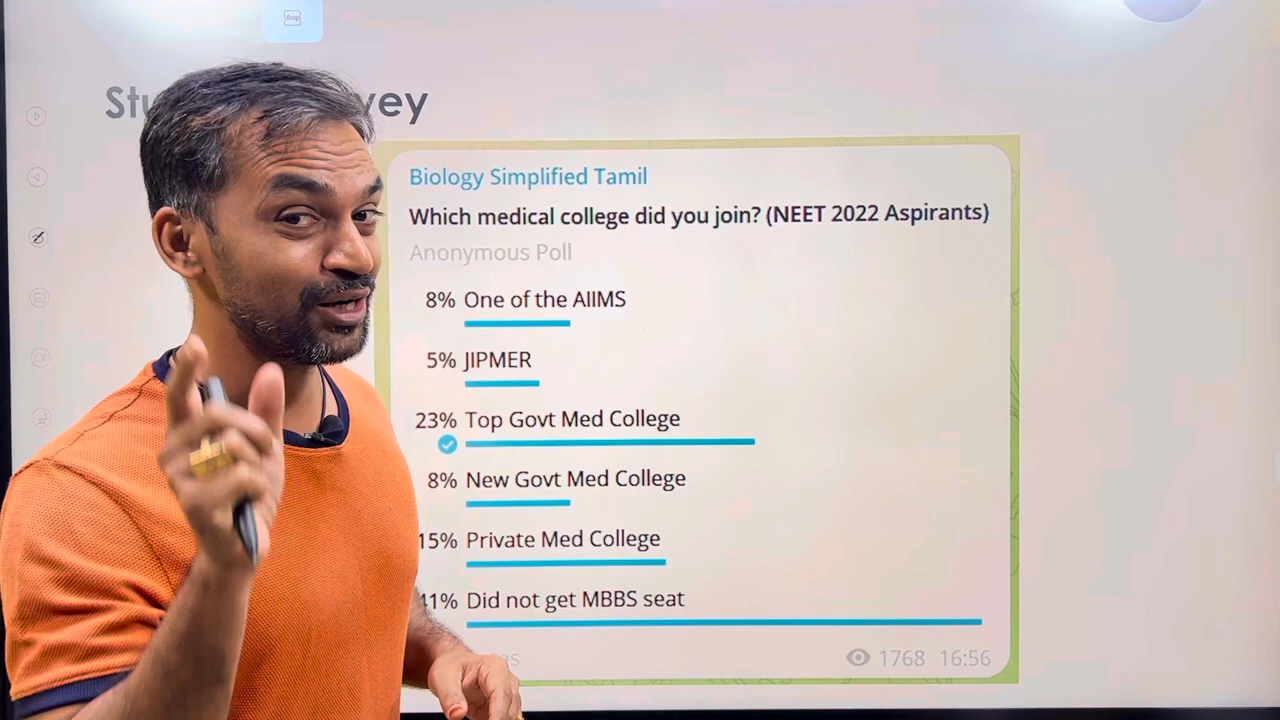 Biology Simplified Tamil
Which medical college did you join? (NEET 2022 Aspirants)
Anonymous Poll
8% One of the AIIMS
5% JIPMER
23% Top Govt Med College
8% New Govt Med College
15% Private Med College
41% Did not get MBBS seat
1768 16:56